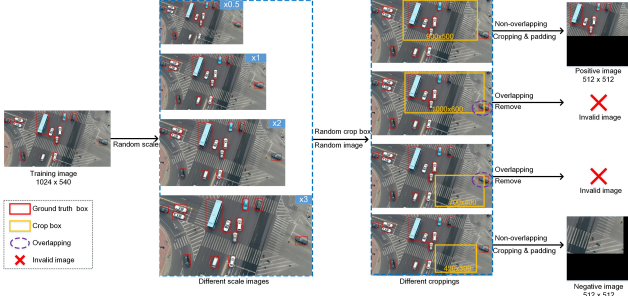 x0.5
x1
x2
x3
Training image
1024 x 540
Random scale
Different scale images
Random crop box
Random image
900x500
1000x600
Different croppings
Non-overlapping
Cropping & padding
Positive image
512 x 512
Overlapping
Remove
Invalid image
Overlapping
Remove
Invalid image
Non-overlapping
Cropping & padding
Negative image
512 x 512
Ground truth box
Crop box
Overlapping
Invalid image